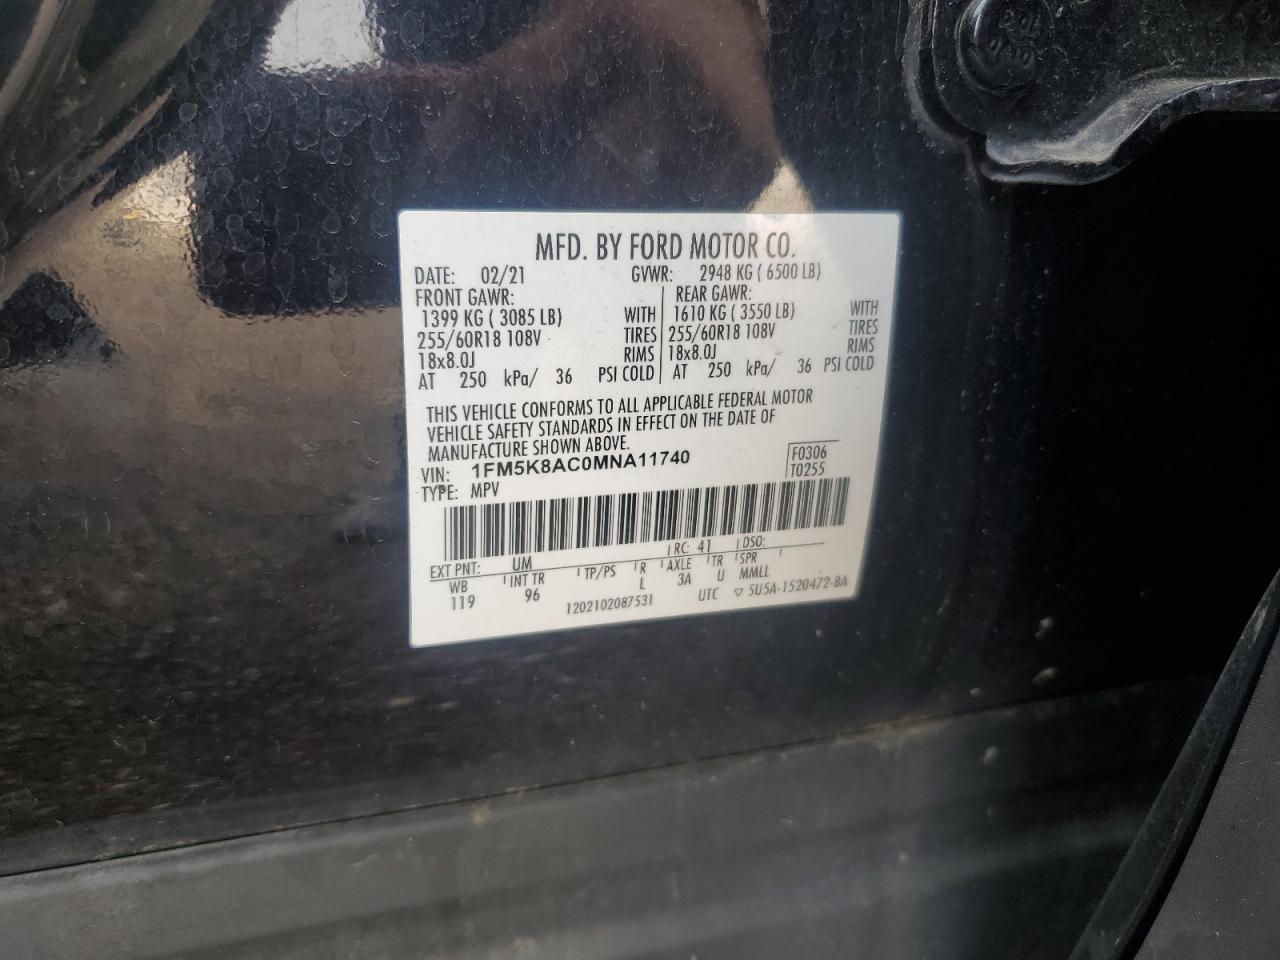 MFD. BY FORD MOTOR CO.
DATE: 02/21 GVWR: 2948 KG ( 6500 LB)
FRONT GAWR: REAR GAWR:
1399 KG ( 3085 LB) WITH 1610 KG ( 3550 LB) WITH
255/60R18 108V TIRES 255/60R18 108V TIRES
18x8.0J RIMS 18x8.0J RIMS
AT 250 kPa/ 36 PSI COLD AT 250 kPa/ 36 PSI COLD
THIS VEHICLE CONFORMS TO ALL APPLICABLE FEDERAL MOTOR
VEHICLE SAFETY STANDARDS IN EFFECT ON THE DATE OF
MANUFACTURE SHOWN ABOVE.
VIN: 1FM5K8AC0MNA11740 F0306
TYPE: MPV T0255
EXT PNT: UM RC: 41 DSO:
WB INT TR TP/PS R AXLE TR SPR
119 96 L 3A U MMLL
1202102087531 UTC ▽ 5U5A-1520472-BA